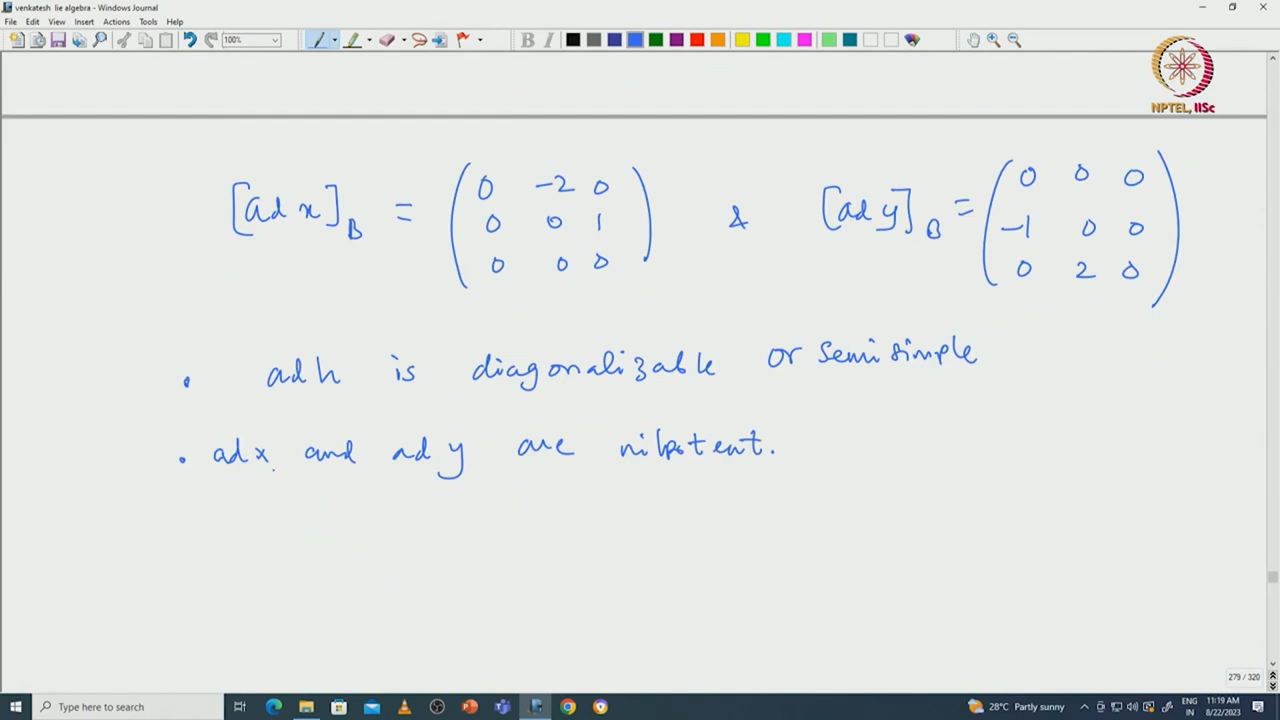 venkatesh lie algebra - Windows Journal
File Edit View Insert Actions Tools Help
100%
NPTEL, IISc
[ad x]_B = ( 0 -2 0 & [ad y]_B = ( 0 0 0
0 0 1 -1 0 0
0 0 0 ) 0 2 0 )
. adh is diagonalizable or semisimple
. adx and ad y are nilpotent.
279 / 320
Type here to search
28°C Partly sunny
ENG
IN
11:19 AM
8/22/2023